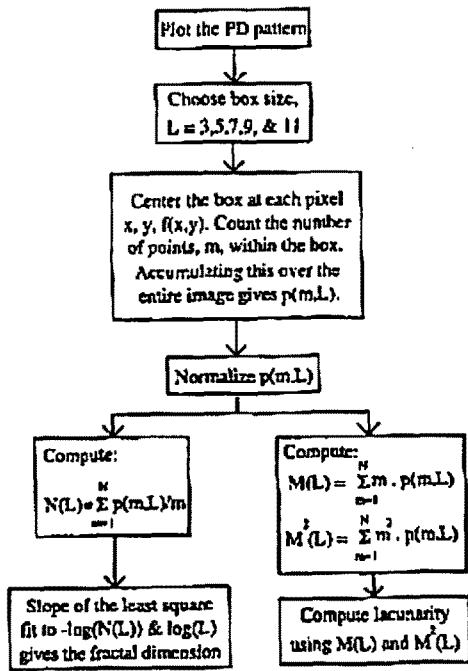 Plot the PD pattern
Choose box size,
L = 3,5,7,9, & 11
Center the box at each pixel
x, y, f(x,y). Count the number
of points, m, within the box.
Accumulating this over the
entire image gives p(m,L).
Normalize p(m,L)
Compute:
N
N(L)=Σ p(m,L)/m
m=1
Compute:
N
M(L) = Σ m . p(m,L)
m=1
N
M²(L) = Σ m² . p(m,L)
m=1
Slope of the least square
fit to -log(N(L)) & log(L)
gives the fractal dimension
Compute lacunarity
using M(L) and M²(L)